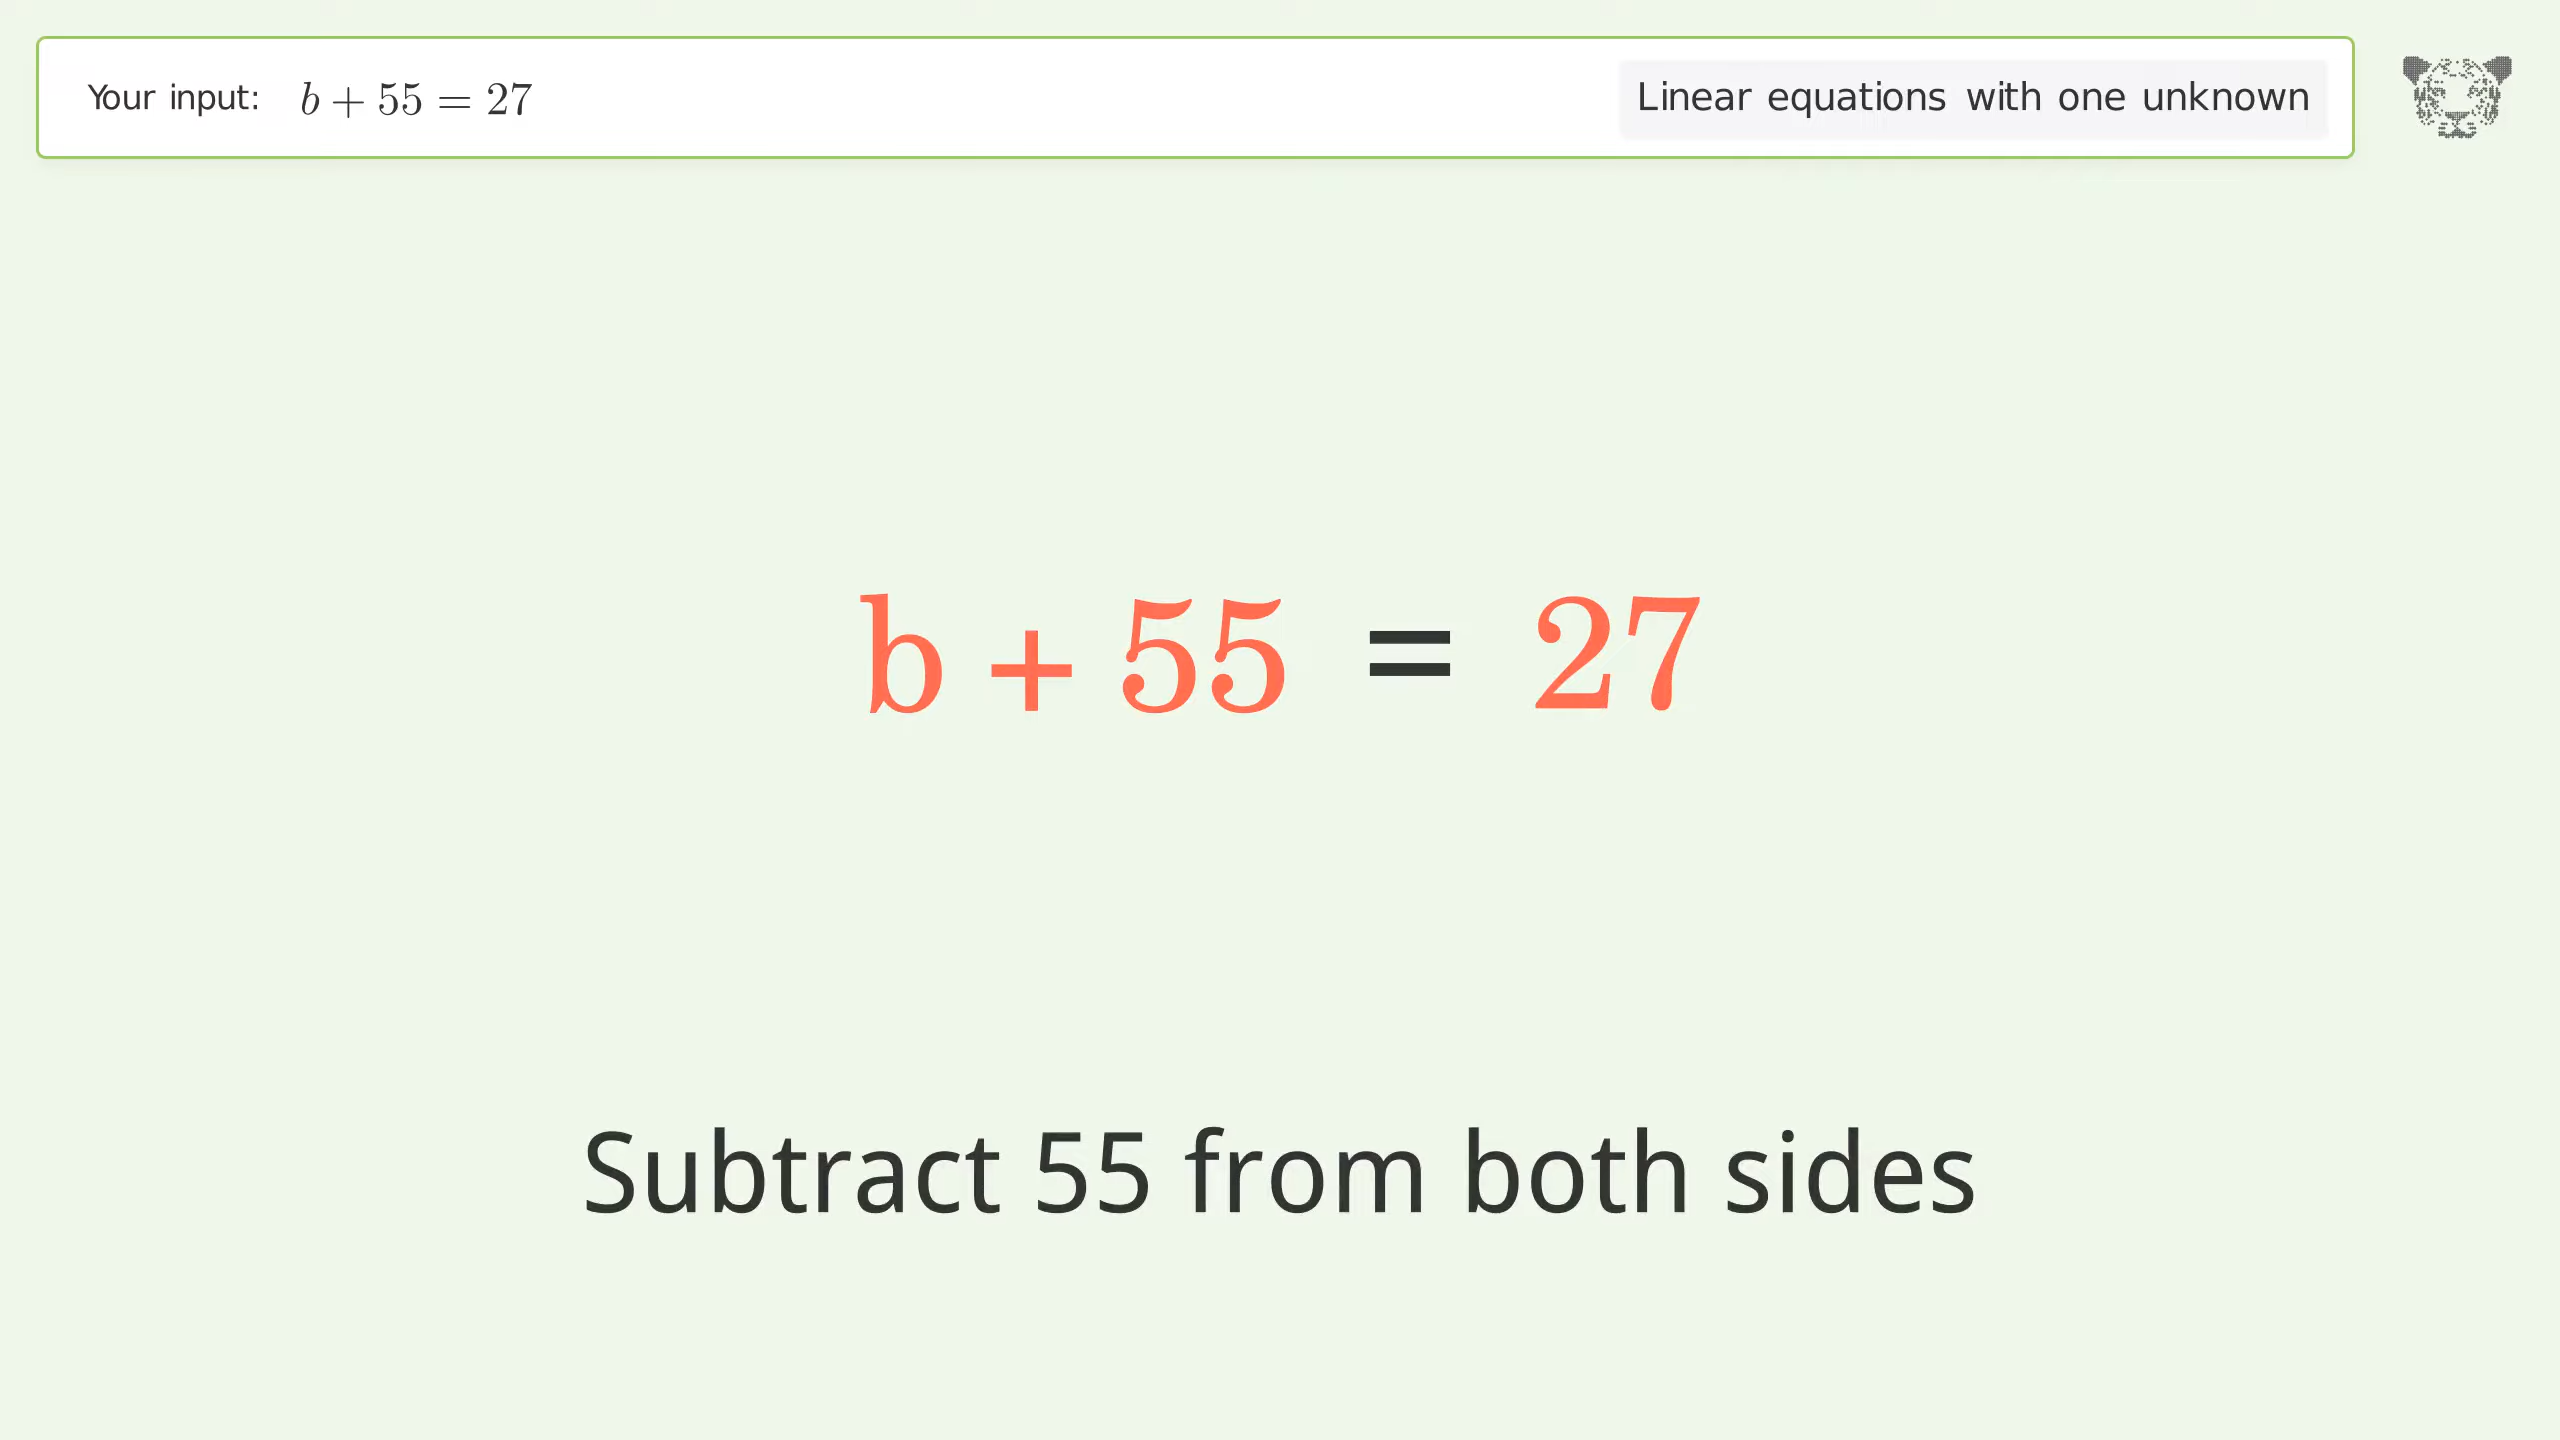 Your input: b + 55 = 27
Linear equations with one unknown
b + 55 = 27
Subtract 55 from both sides